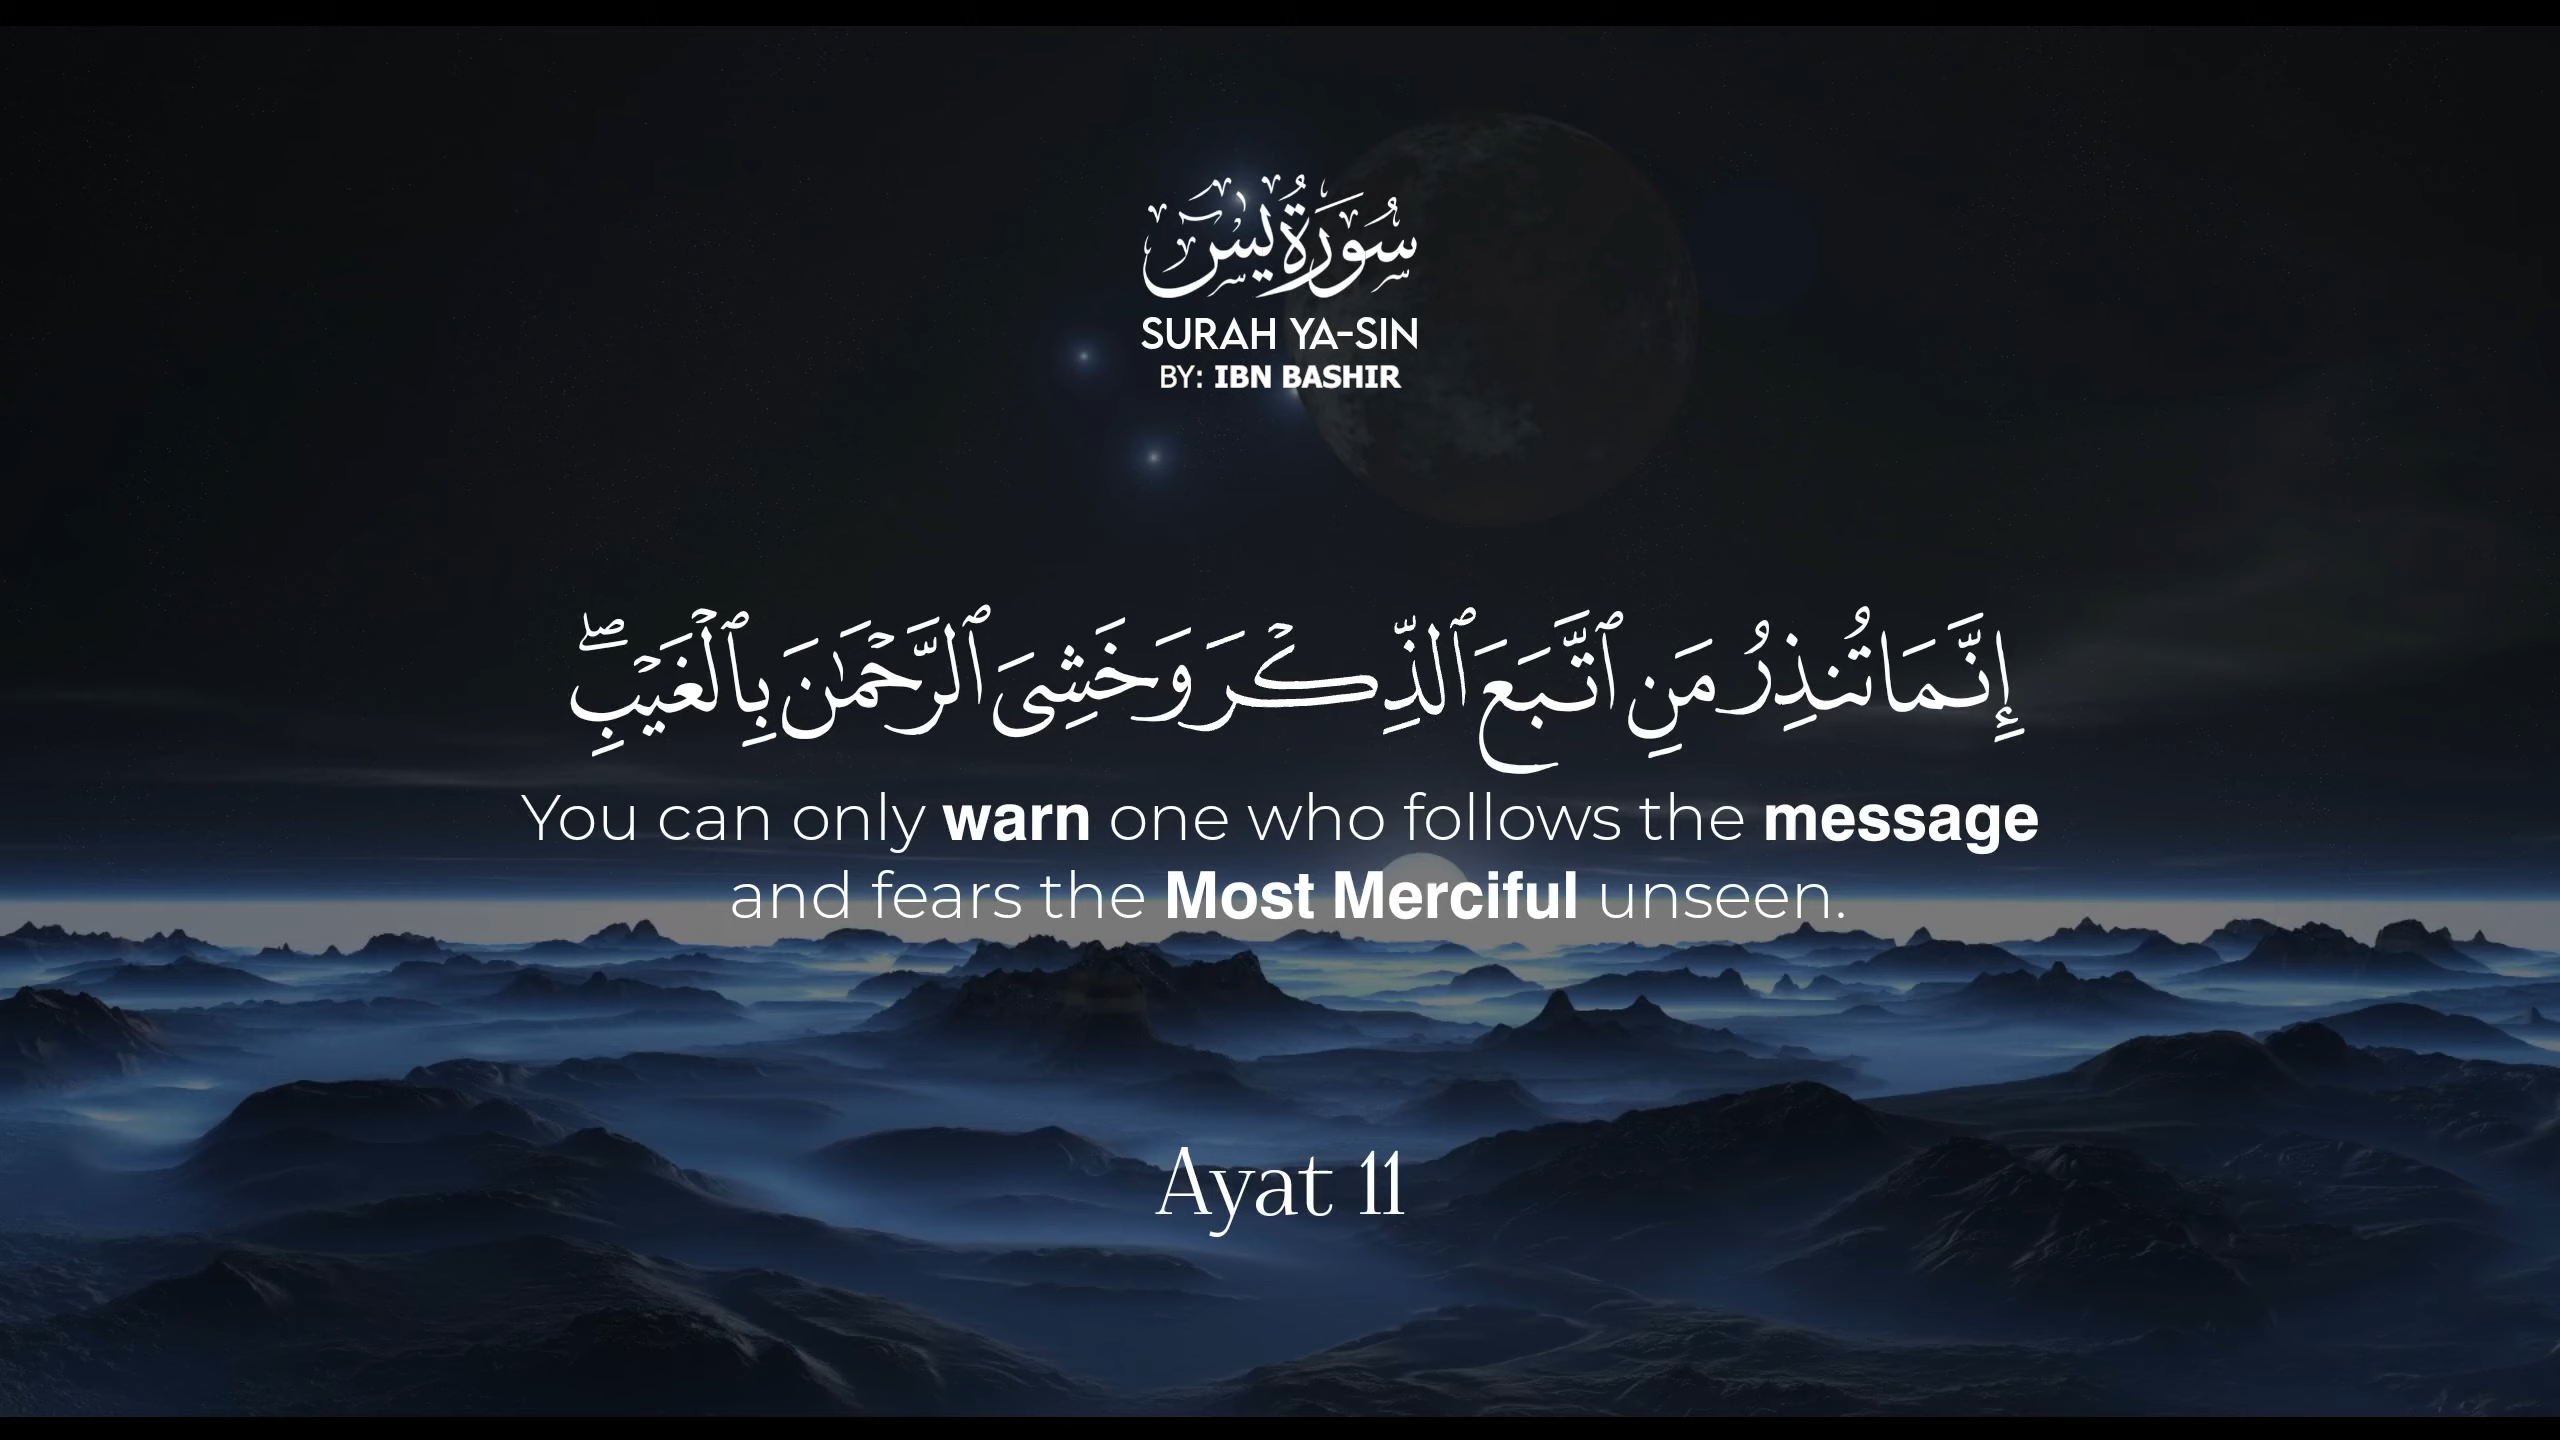 سُورَةُ يسٓ
SURAH YA-SIN
BY: IBN BASHIR
إِنَّمَا تُنذِرُ مَنِ ٱتَّبَعَ ٱلذِّكْرَ وَخَشِىَ ٱلرَّحْمَٰنَ بِٱلْغَيْبِ ۖ
You can only warn one who follows the message
and fears the Most Merciful unseen.
Ayat 11